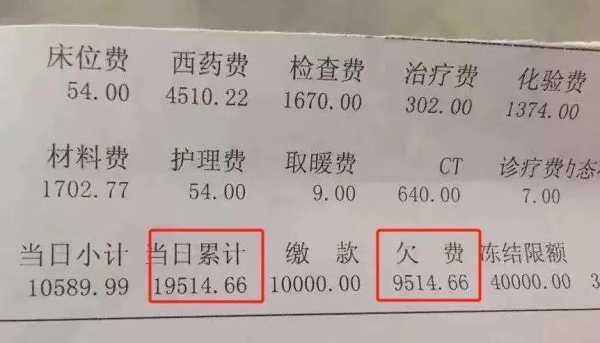 床位费 西药费 检查费 治疗费 化验费
54.00 4510.22 1670.00 302.00 1374.00
材料费 护理费 取暖费 CT 诊疗费
1702.77 54.00 9.00 640.00 7.00
当日小计 当日累计 缴款 欠费 冻结限额
10589.99 19514.66 10000.00 9514.66 40000.00 3